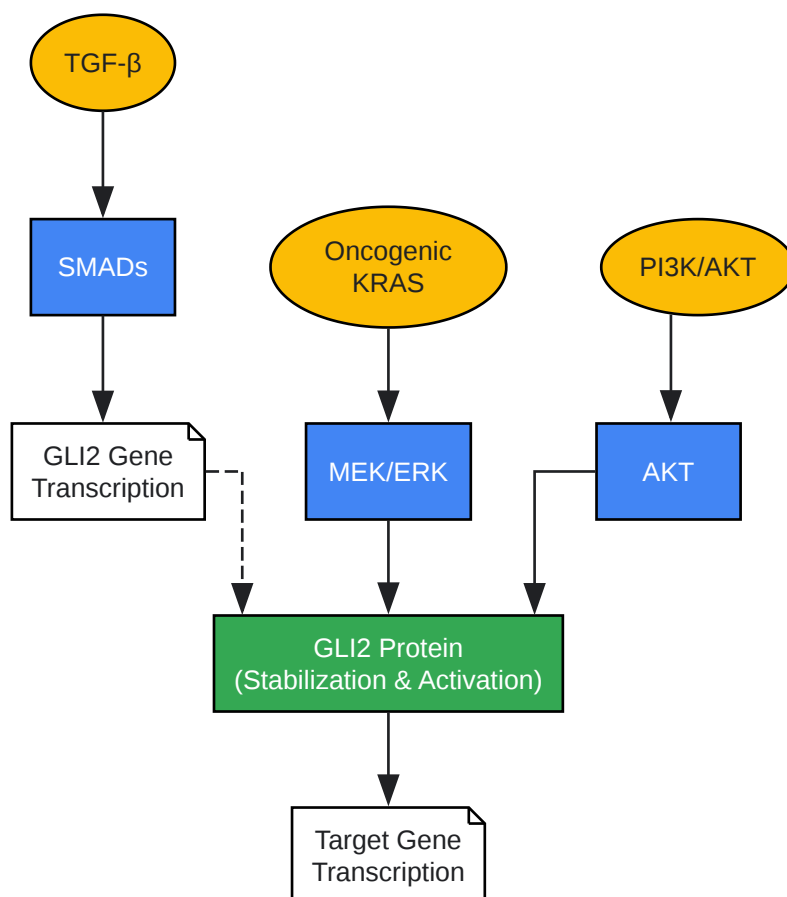 TGF-β
SMADs
Oncogenic
KRAS
PI3K/AKT
GLI2 Gene
Transcription
MEK/ERK
AKT
GLI2 Protein
(Stabilization & Activation)
Target Gene
Transcription